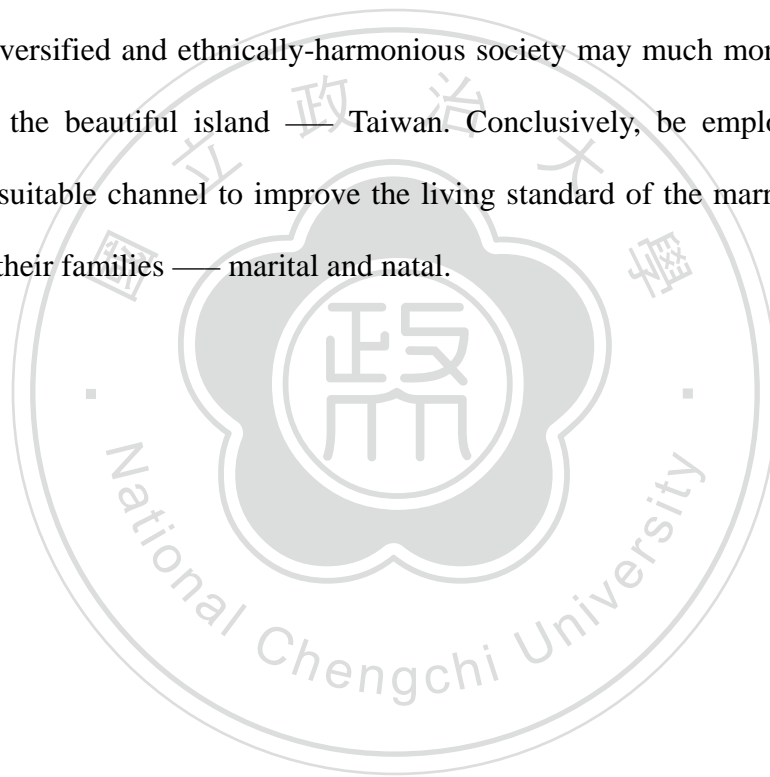 versified and ethnically-harmonious society may much mor
the beautiful island —— Taiwan. Conclusively, be emplo
suitable channel to improve the living standard of the marr
their families —— marital and natal.
國立政治大學
政大
National Chengchi University